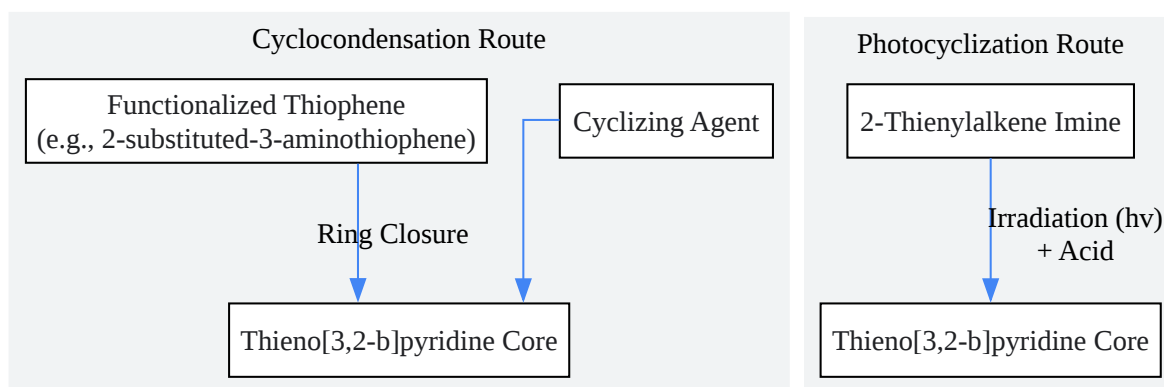 Cyclocondensation Route
Functionalized Thiophene
(e.g., 2-substituted-3-aminothiophene)
Cyclizing Agent
Ring Closure
Thieno[3,2-b]pyridine Core
Photocyclization Route
2-Thienylalkene Imine
Irradiation (hv)
+ Acid
Thieno[3,2-b]pyridine Core